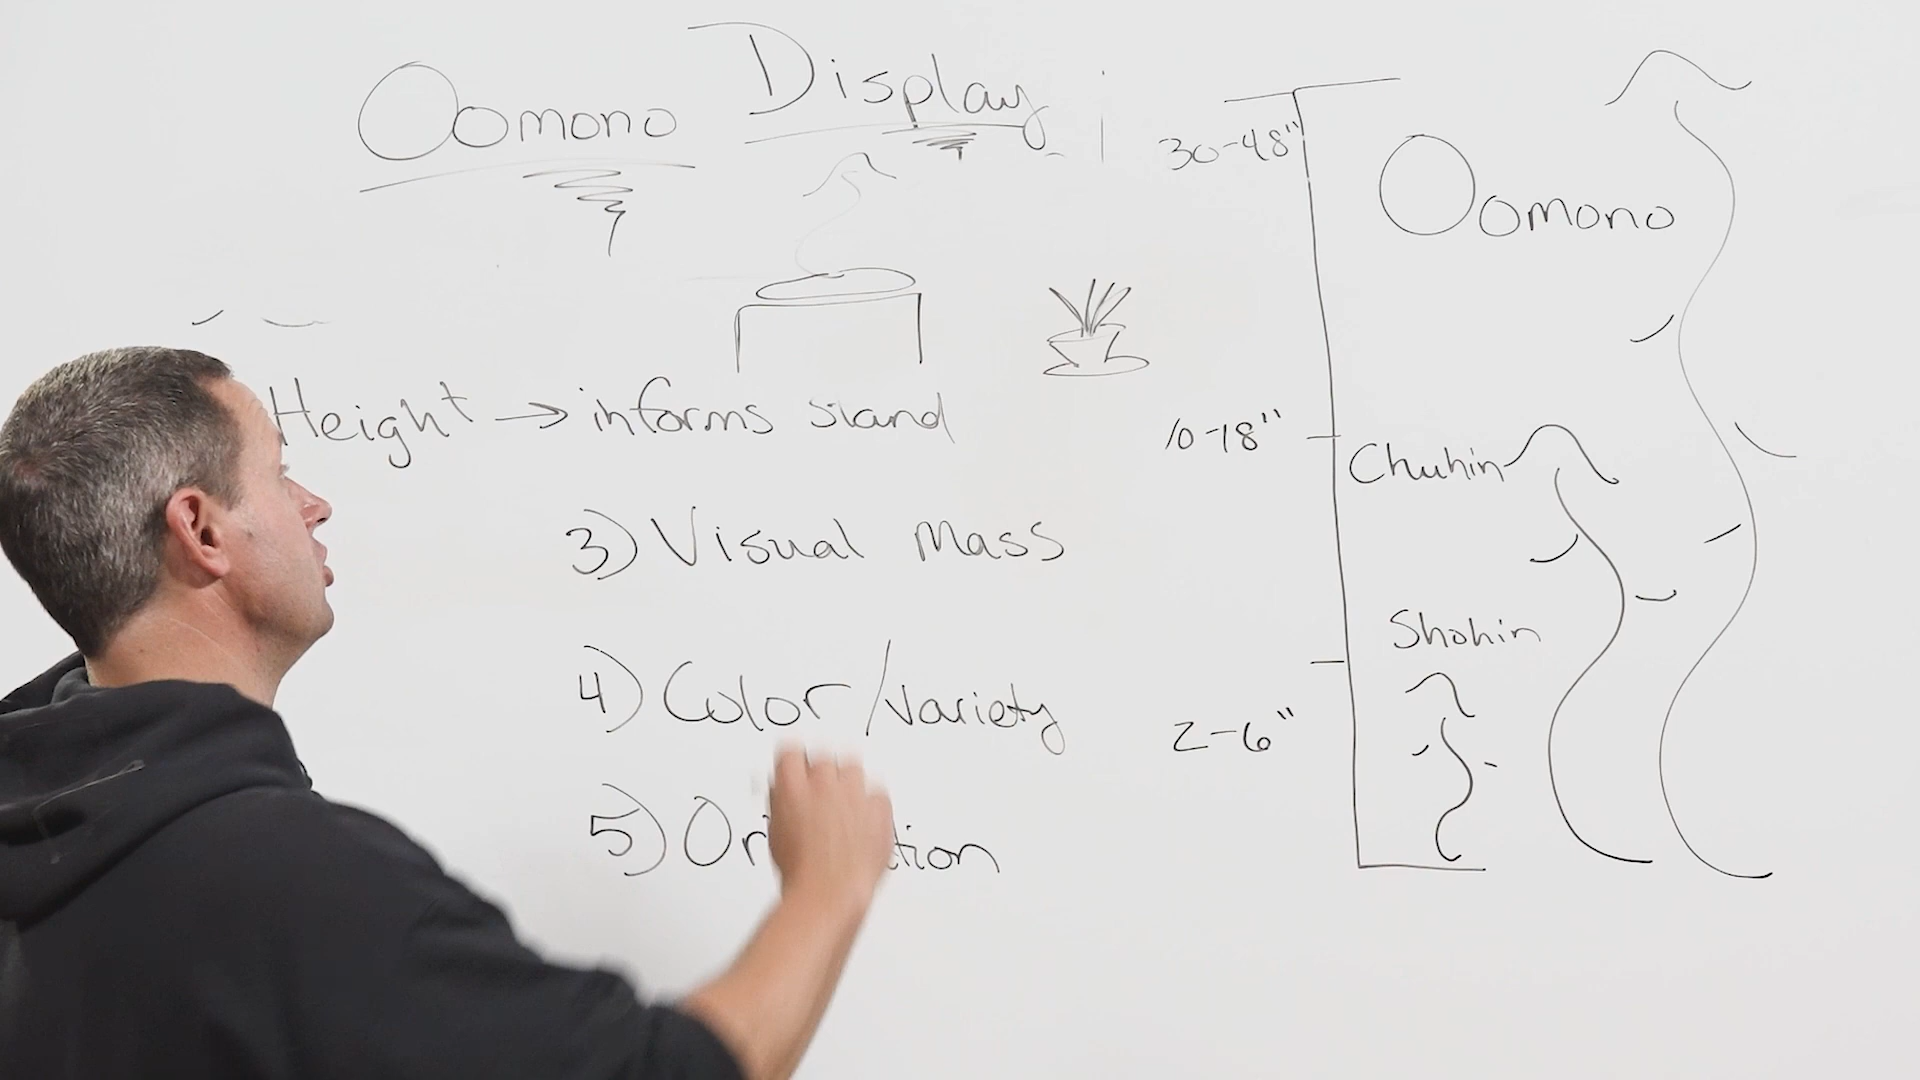 Oomono Display
Height → informs stand
3) Visual Mass
4) Color/variety
5)
30-48"
Oomono
10-18"
Chuhin
Shohin
2-6"